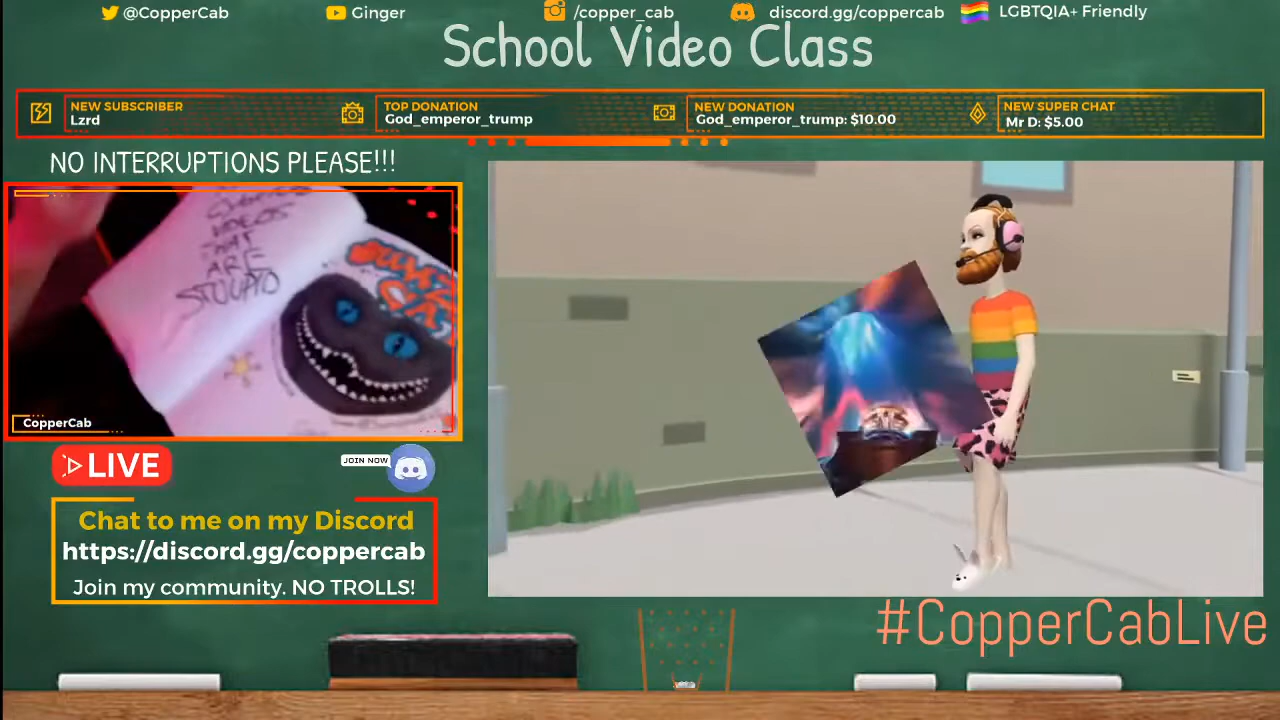 @CopperCab
Ginger
/copper_cab
discord.gg/coppercab
LGBTQIA+ Friendly
School Video Class
NEW SUBSCRIBER
Lzrd
TOP DONATION
God_emperor_trump
NEW DONATION
God_emperor_trump: $10.00
NEW SUPER CHAT
Mr D: $5.00
NO INTERRUPTIONS PLEASE!!!
VIDEOS
THAT
ARE
STOUPID
CopperCab
LIVE
JOIN NOW
Chat to me on my Discord
https://discord.gg/coppercab
Join my community. NO TROLLS!
#CopperCabLive